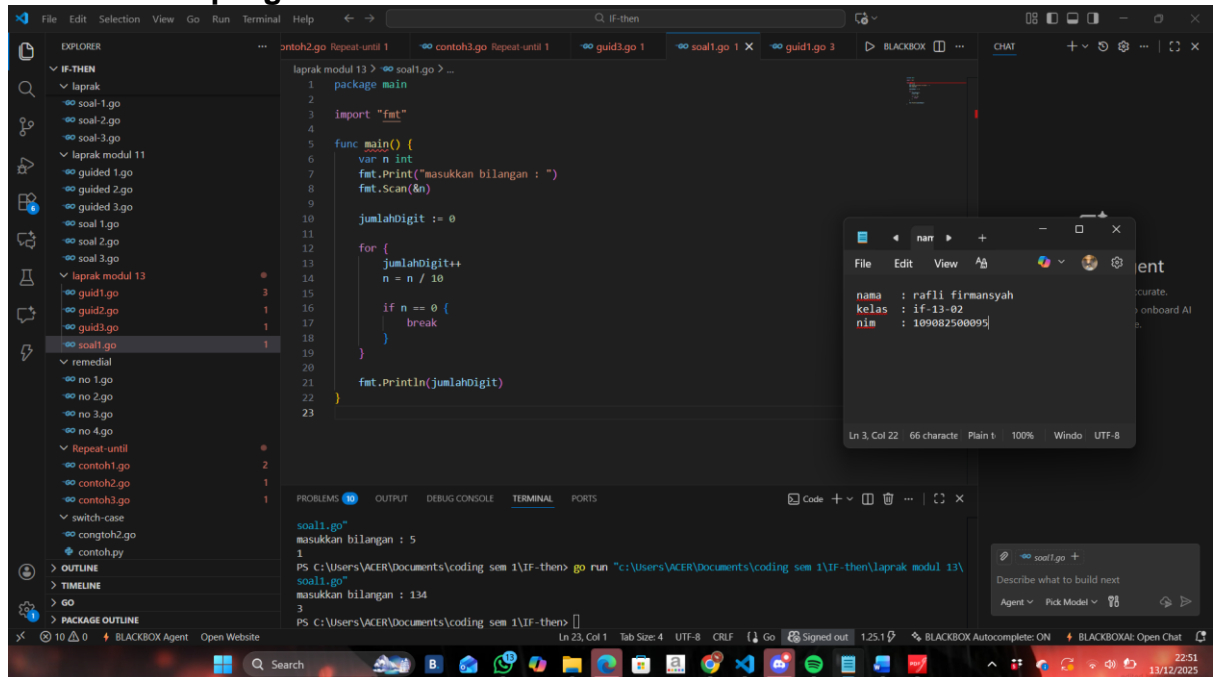 File Edit Selection View Go Run Terminal Help
IF-then
EXPLORER
IF-THEN
laprak
soal-1.go
soal-2.go
soal-3.go
laprak modul 11
guided 1.go
guided 2.go
guided 3.go
soal 1.go
soal 2.go
soal 3.go
laprak modul 13
guid1.go 3
guid2.go 1
guid3.go 1
soal1.go 1
remedial
no 1.go
no 2.go
no 3.go
no 4.go
Repeat-until
contoh1.go 2
contoh2.go 1
contoh3.go 1
switch-case
congtoh2.go
contoh.py
OUTLINE
TIMELINE
GO
PACKAGE OUTLINE
ontoh2.go Repeat-until 1 contoh3.go Repeat-until 1 guid3.go 1 soal1.go 1 guid1.go 3 BLACKBOX
laprak modul 13 > soal1.go > ...
1 package main
2
3 import "fmt"
4
5 func main() {
6 var n int
7 fmt.Print("masukkan bilangan : ")
8 fmt.Scan(&n)
9
10 jumlahDigit := 0
11
12 for {
13 jumlahDigit++
14 n = n / 10
15
16 if n == 0 {
17 break
18 }
19 }
20
21 fmt.Println(jumlahDigit)
22 }
23
PROBLEMS 10 OUTPUT DEBUG CONSOLE TERMINAL PORTS
Code
soal1.go"
masukkan bilangan : 5
1
PS C:\Users\ACER\Documents\coding sem 1\IF-then> go run "c:\Users\ACER\Documents\coding sem 1\IF-then\laprak modul 13\
soal1.go"
masukkan bilangan : 134
3
PS C:\Users\ACER\Documents\coding sem 1\IF-then>
CHAT
File Edit View
nama : rafli firmansyah
kelas : if-13-02
nim : 109082500095
Ln 3, Col 22 66 characte Plain t 100% Windo UTF-8
ent
curate.
onboard AI
soal1.go
Describe what to build next
Agent Pick Model
10 0 BLACKBOX Agent Open Website
Ln 23, Col 1 Tab Size: 4 UTF-8 CRLF Go Signed out 1.25.1 BLACKBOX Autocomplete: ON BLACKBOXAI: Open Chat
Search
22:51
13/12/2025